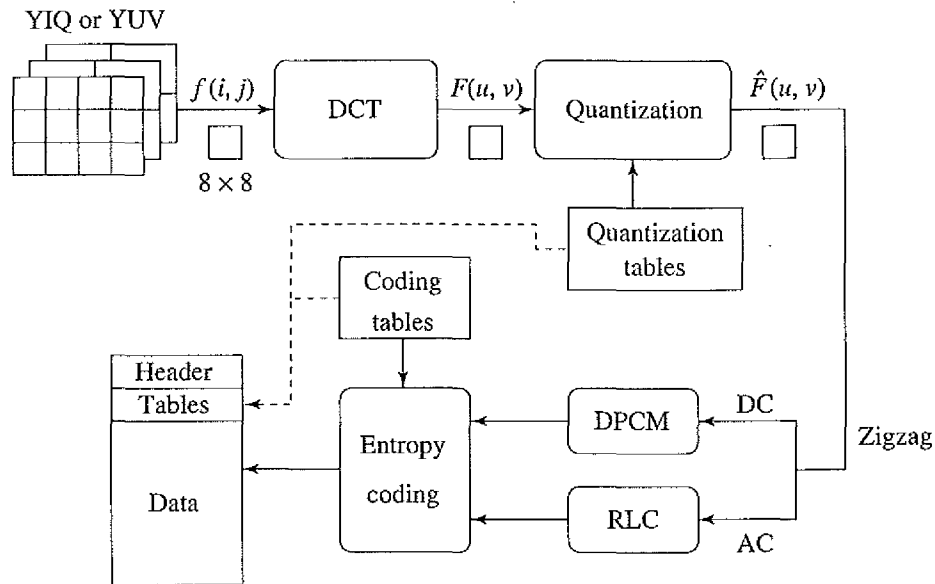 YIQ or YUV
f(i, j)
8 × 8
DCT
F(u, v)
Quantization
F̂(u, v)
Quantization
tables
Coding
tables
Header
Tables
Data
Entropy
coding
DPCM
RLC
DC
AC
Zigzag